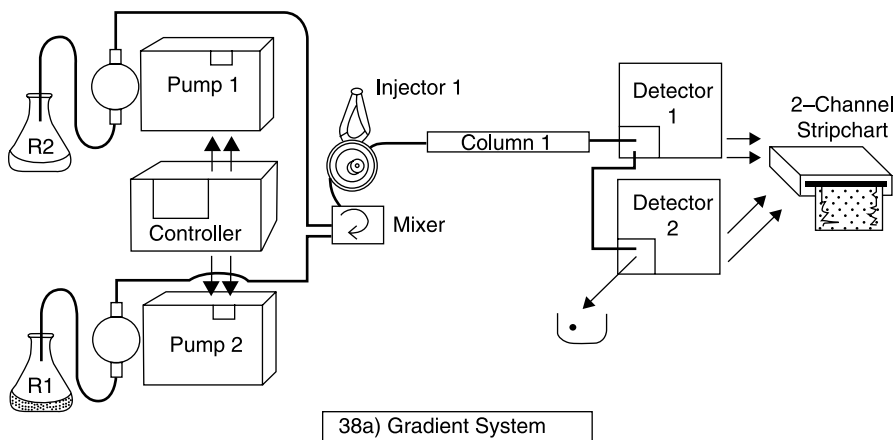 Pump 1
R2
Controller
Injector 1
Mixer
Column 1
Detector
1
2–Channel
Stripchart
Detector
2
Pump 2
R1
38a) Gradient System